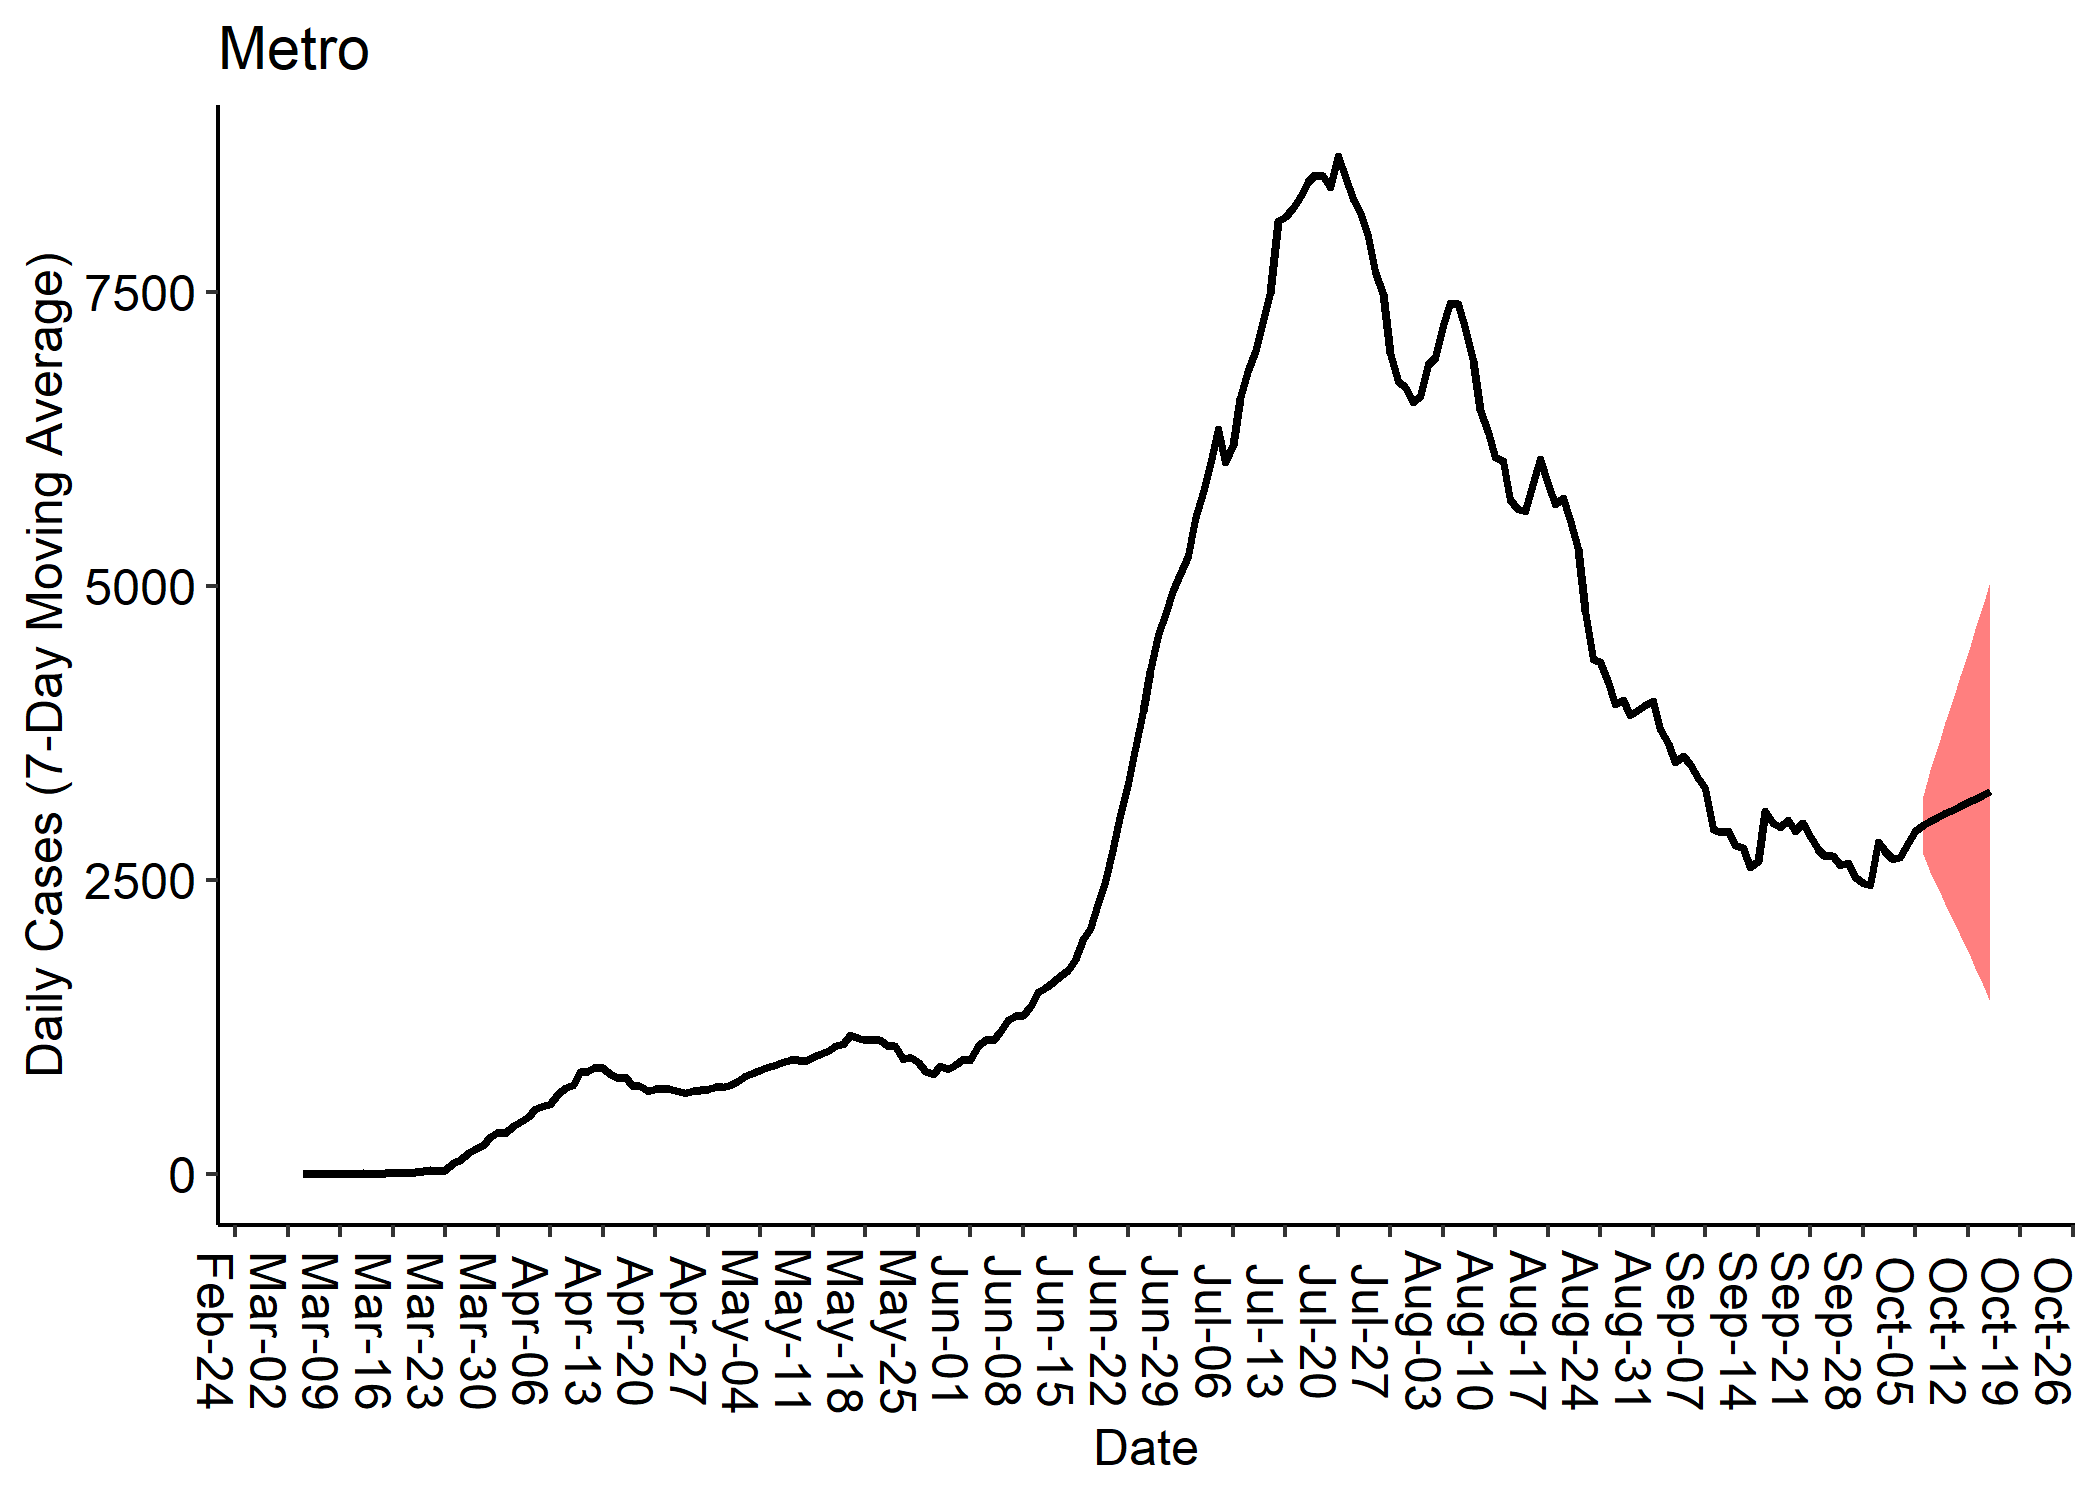 Metro
Daily Cases (7-Day Moving Average)
7500
5000
2500
0
Feb-24
Mar-02
Mar-09
Mar-16
Mar-23
Mar-30
Apr-06
Apr-13
Apr-20
Apr-27
May-04
May-11
May-18
May-25
Jun-01
Jun-08
Jun-15
Jun-22
Jun-29
Jul-06
Jul-13
Jul-20
Jul-27
Aug-03
Aug-10
Aug-17
Aug-24
Aug-31
Sep-07
Sep-14
Sep-21
Sep-28
Oct-05
Oct-12
Oct-19
Oct-26
Date